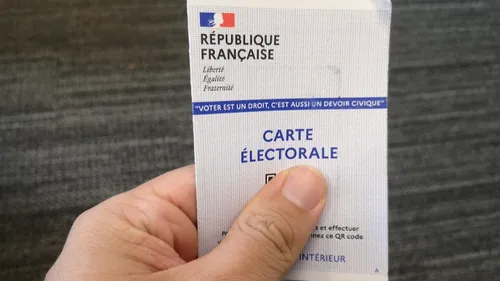 RÉPUBLIQUE
FRANÇAISE
Liberté
Égalité
Fraternité
"VOTER EST UN DROIT, C'EST AUSSI UN DEVOIR CIVIQUE"
CARTE
ÉLECTORALE
et effectuer
ce QR code
INTÉRIEUR
A